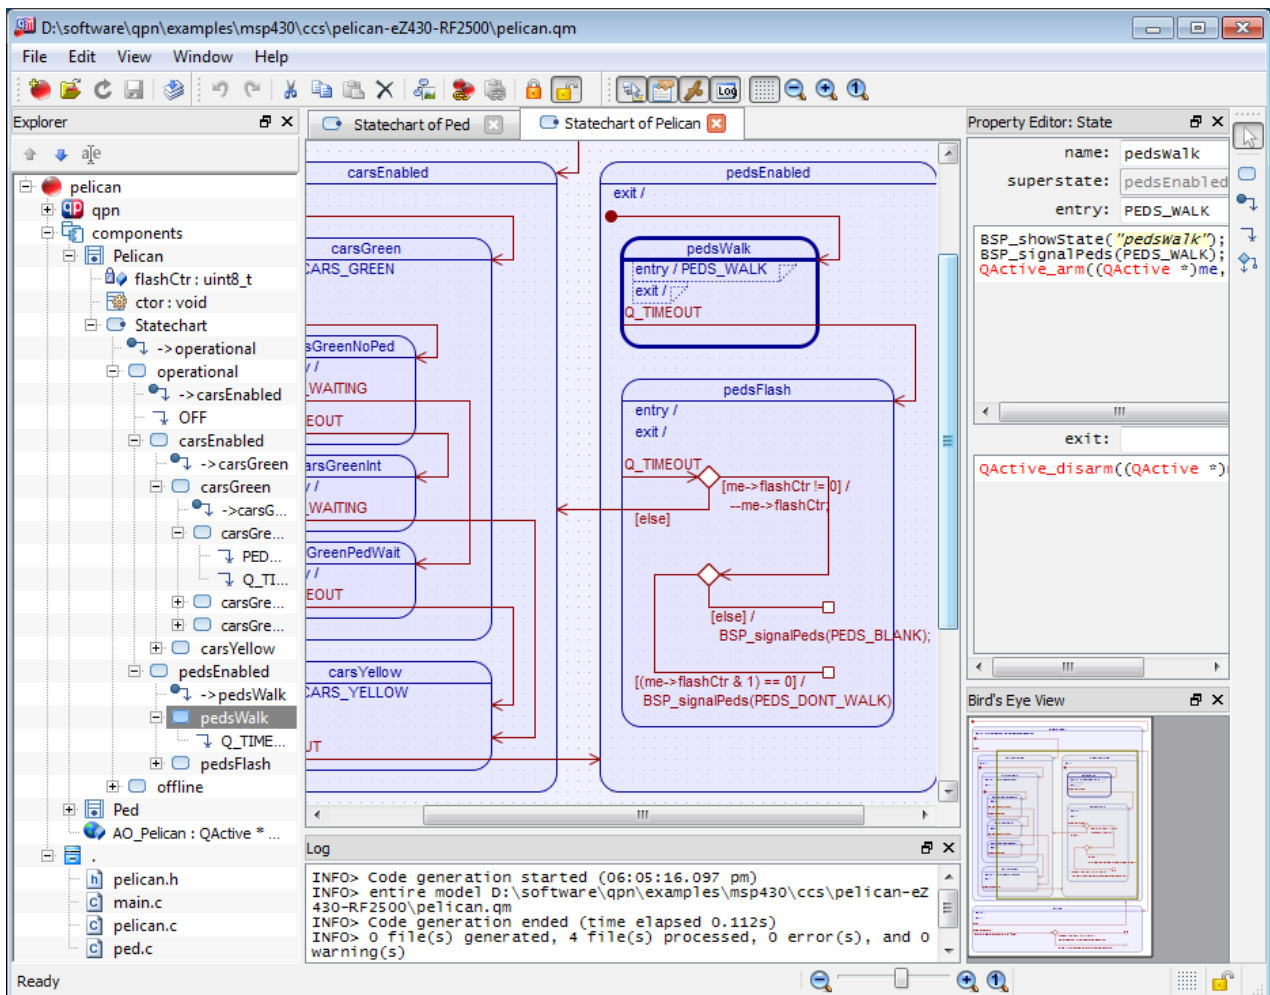 D:\software\qpn\examples\msp430\ccs\pelican-eZ430-RF2500\pelican.qm
File Edit View Window Help
Log
1
Explorer
Statechart of Ped
Statechart of Pelican
Property Editor: State
a|e
pelican
qpn
components
Pelican
flashCtr : uint8_t
ctor : void
Statechart
->operational
operational
->carsEnabled
OFF
carsEnabled
->carsGreen
carsGreen
->carsG...
carsGre...
PED...
Q_TI...
carsGre...
carsGre...
carsYellow
pedsEnabled
->pedsWalk
pedsWalk
Q_TIME...
pedsFlash
offline
Ped
AO_Pelican : QActive * ...
.
h pelican.h
c main.c
c pelican.c
c ped.c
carsEnabled
carsGreen
CARS_GREEN
sGreenNoPed
y /
_WAITING
EOUT
arsGreenInt
y /
_WAITING
GreenPedWait
y /
EOUT
carsYellow
CARS_YELLOW
UT
pedsEnabled
exit /
pedsWalk
entry / PEDS_WALK
exit /
Q_TIMEOUT
pedsFlash
entry /
exit /
Q_TIMEOUT
[me->flashCtr != 0] /
--me->flashCtr;
[else]
[else] /
BSP_signalPeds(PEDS_BLANK);
[(me->flashCtr & 1) == 0] /
BSP_signalPeds(PEDS_DONT_WALK)
name: pedsWalk
superstate: pedsEnabled
entry: PEDS_WALK
BSP_showState("pedsWalk");
BSP_signalPeds(PEDS_WALK);
QActive_arm((QActive *)me,
exit:
QActive_disarm((QActive *)
Bird's Eye View
Log
INFO> Code generation started (06:05:16.097 pm)
INFO> entire model D:\software\qpn\examples\msp430\ccs\pelican-eZ
430-RF2500\pelican.qm
INFO> Code generation ended (time elapsed 0.112s)
INFO> 0 file(s) generated, 4 file(s) processed, 0 error(s), and 0
warning(s)
Ready
1